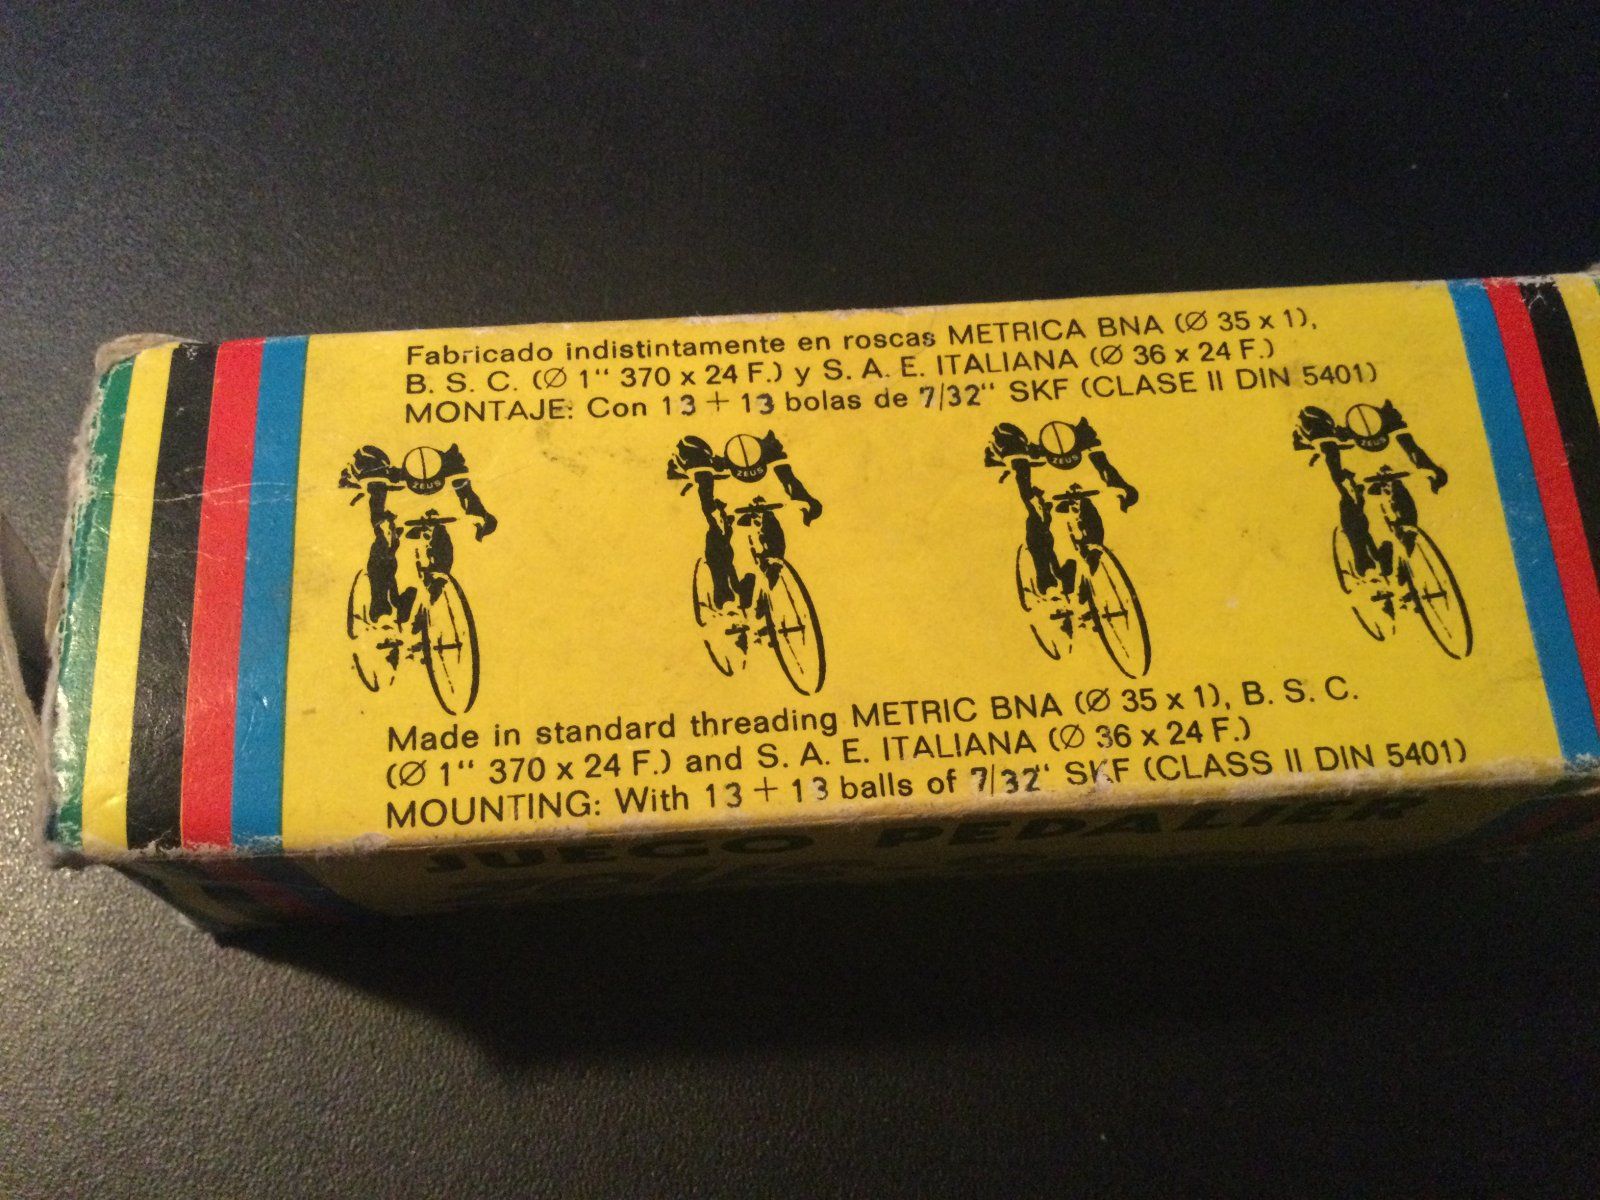 Fabricado indistintamente en roscas METRICA BNA (Ø 35 x 1),
B. S. C. (Ø 1“ 370 x 24 F.) y S. A. E. ITALIANA (Ø 36 x 24 F.)
MONTAJE: Con 13 + 13 bolas de 7/32“ SKF (CLASE II DIN 5401)
ZEUS ZEUS ZEUS ZEUS
Made in standard threading METRIC BNA (Ø 35 x 1), B. S. C.
(Ø 1“ 370 x 24 F.) and S. A. E. ITALIANA (Ø 36 x 24 F.)
MOUNTING: With 13 + 13 balls of 7/32“ SKF (CLASS II DIN 5401)
JUEGO PEDALIER